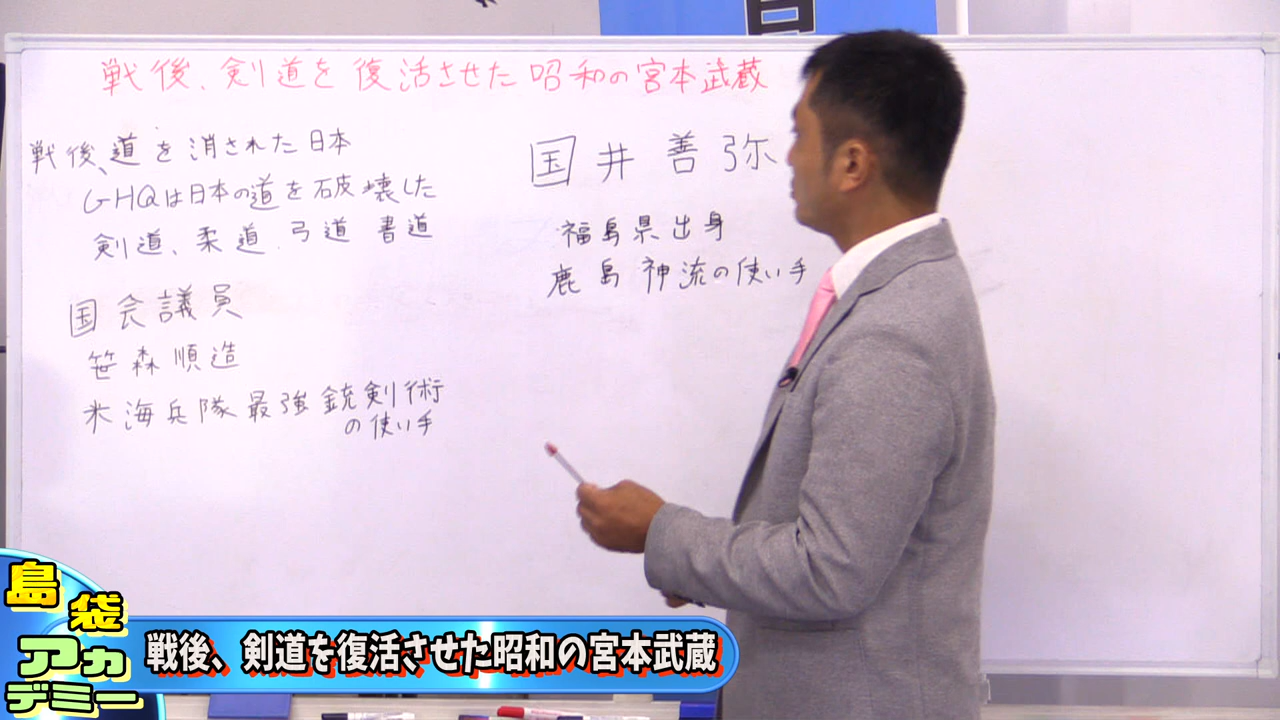 戦後、剣道を復活させた昭和の宮本武蔵
戦後、道を消された日本
GHQは日本の道を破壊した
剣道、柔道、弓道 書道
国会議員
笹森順造
米海兵隊最強銃剣術
の使い手
国井善弥
福島県出身
鹿島神流の使い手
島袋
アカデミー
戦後、剣道を復活させた昭和の宮本武蔵